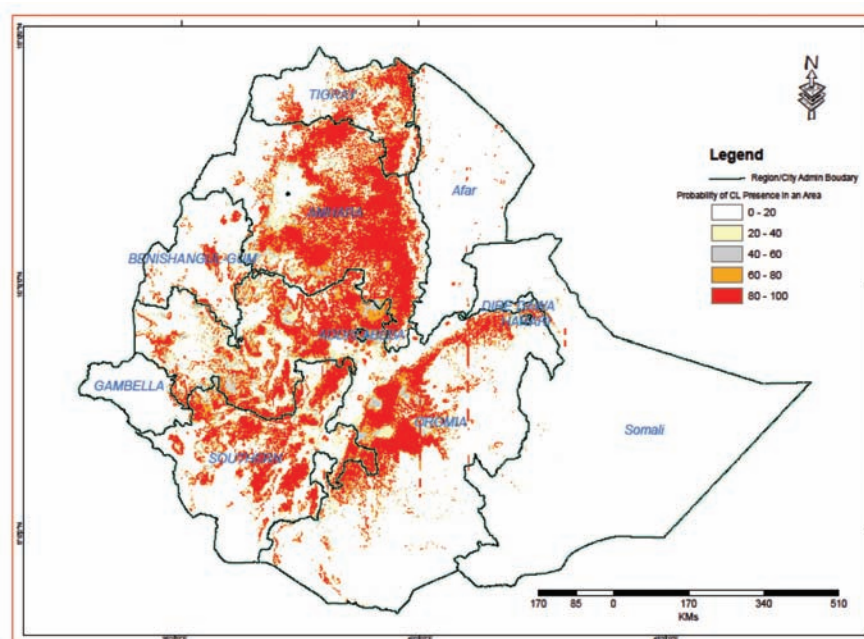 N
TIGRAY
Afar
AMHARA
BENISHANGUL GUM
DIRE DAWA
HARARI
ADDIS ABEBA
GAMBELLA
OROMIA
Somali
SOUTHERN
Legend
Region/City Admin Boudary
Probability of CL Presence in an Area
0 - 20
20 - 40
40 - 60
60 - 80
80 - 100
170 85 0 170 340 510
KMs